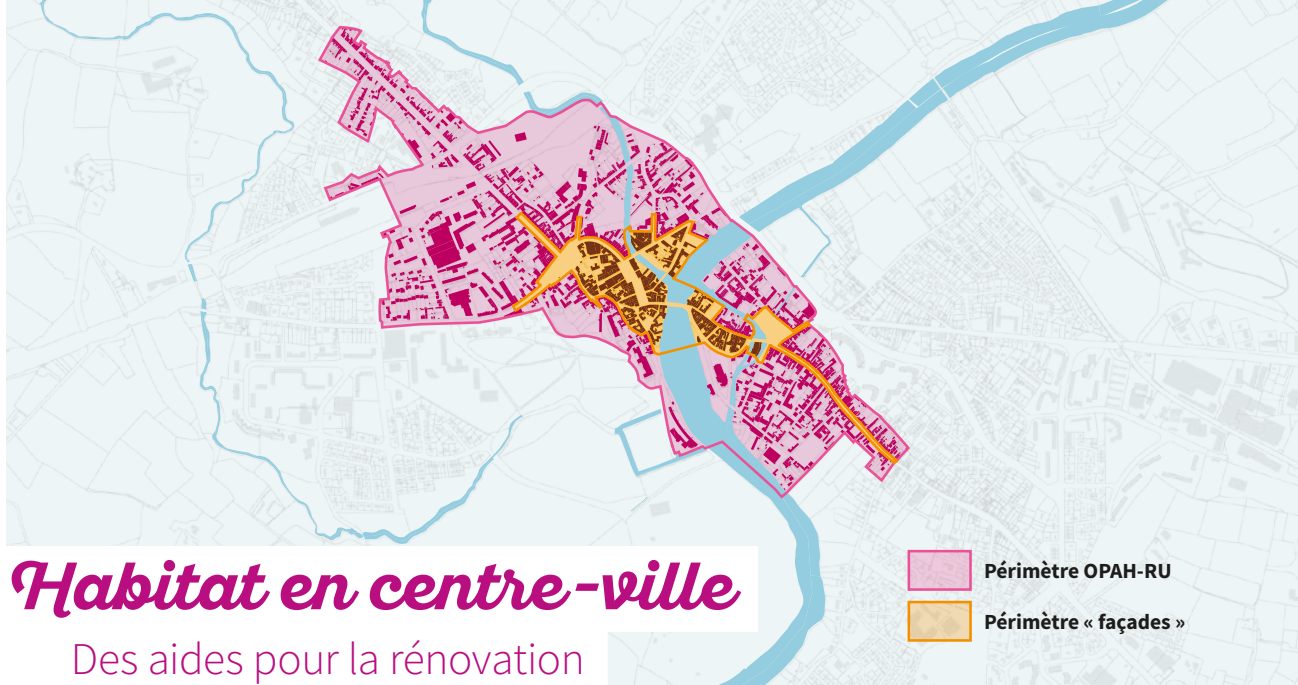 Habitat en centre-ville
Des aides pour la rénovation
Périmètre OPAH-RU
Périmètre « façades »